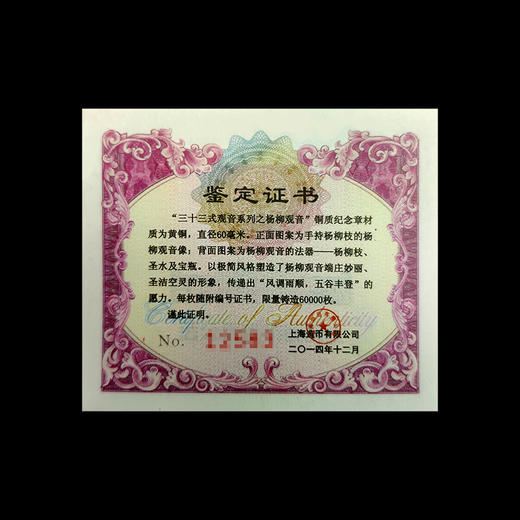 鉴定证书
“三十三式观音系列之杨柳观音”铜质纪念章材
质为黄铜，直径60毫米。正面图案为手持杨柳枝的杨
柳观音像；背面图案为杨柳观音的法器——杨柳枝、
圣水及宝瓶。以极简风格塑造了杨柳观音端庄妙丽、
圣洁空灵的形象，传递出“风调雨顺，五谷丰登”的
愿力。每枚随附编号证书，限量铸造60000枚。
谨此证明。
Certificate of Authenticity
上海造币有限公司
No.
二〇一四年十二月